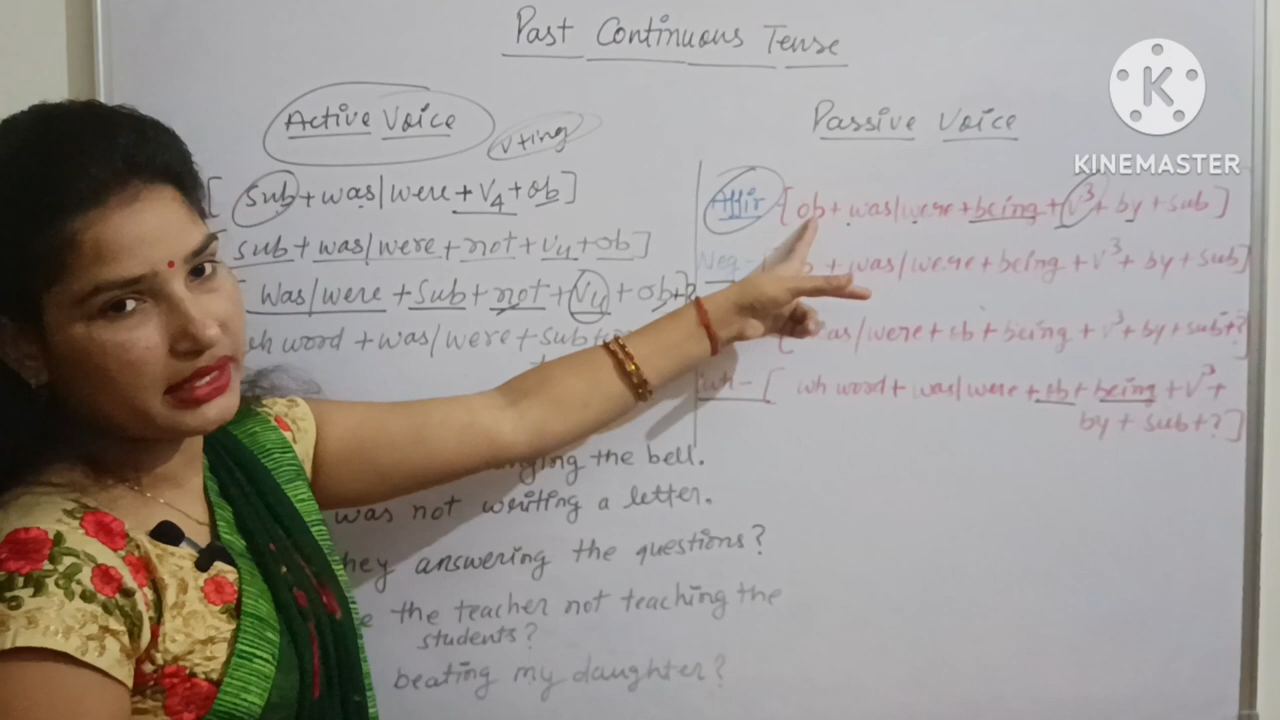 Past Continuous Tense
KINEMASTER
Active Voice
v+ing
Passive Voice
[ sub + was/were + V4 + ob ]
sub + was/were + not + V4 + ob ]
Was/were + sub + not + V4 + ob + ?
wh word + was/were + sub +
Affir [ ob + was/were + being + v3 + by + sub ]
Neg - b + was/were + being + v3 + by + sub ]
[ was/were + ob + being + v3 + by + sub + ? ]
wh - [ wh word + was/were + ob + being + v3 +
by + sub + ? ]
the bell.
was not writing a letter.
hey answering the questions?
e the teacher not teaching the
students?
beating my daughter?